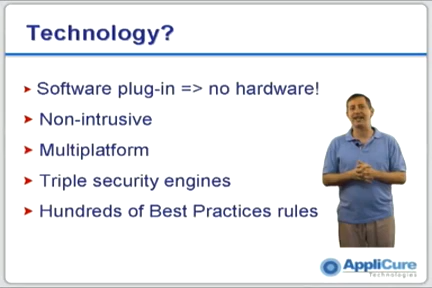 Technology?
Software plug-in => no hardware!
Non-intrusive
Multiplatform
Triple security engines
Hundreds of Best Practices rules
AppliCure
Technologies